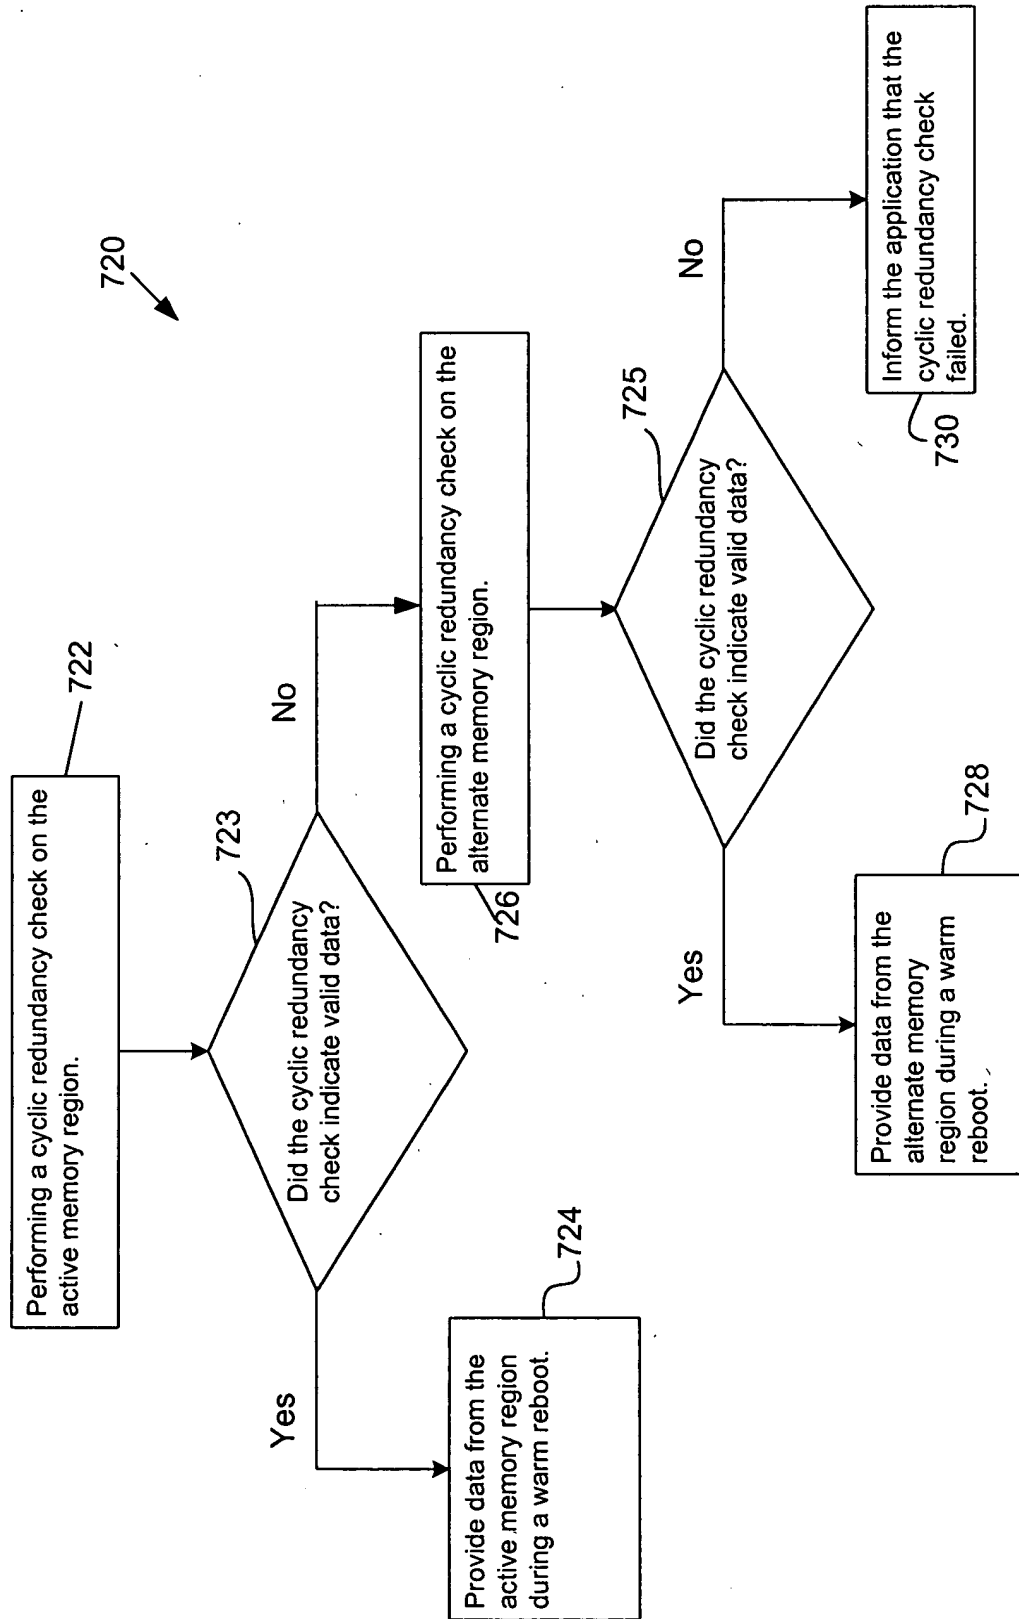 720
722
Performing a cyclic redundancy check on the
active memory region.
723
Did the cyclic redundancy
check indicate valid data?
Yes
No
724
Provide data from the
active memory region
during a warm reboot.
Performing a cyclic redundancy check on the
alternate memory region.
726
725
Did the cyclic redundancy
check indicate valid data?
Yes
No
728
Provide data from the
alternate memory
region during a warm
reboot.
Inform the application that the
cyclic redundancy check
failed.
730